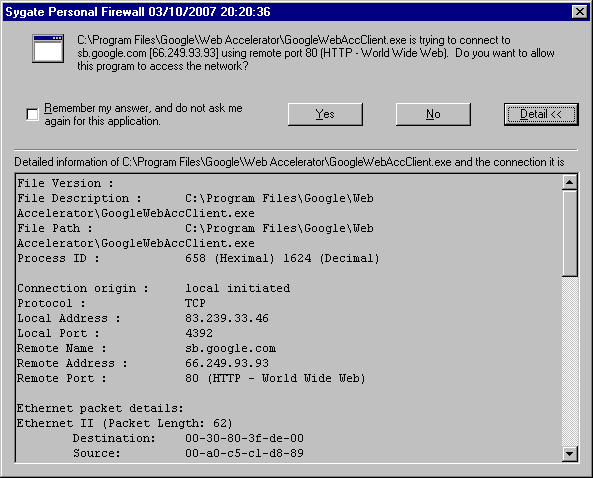 Sygate Personal Firewall 03/10/2007 20:20:36
C:\Program Files\Google\Web Accelerator\GoogleWebAccClient.exe is trying to connect to
sb.google.com [66.249.93.93] using remote port 80 (HTTP - World Wide Web).  Do you want to allow
this program to access the network?
Remember my answer, and do not ask me
again for this application.
Yes
No
Detail <<
Detailed information of C:\Program Files\Google\Web Accelerator\GoogleWebAccClient.exe and the connection it is
File Version :
File Description :     C:\Program Files\Google\Web
Accelerator\GoogleWebAccClient.exe
File Path :            C:\Program Files\Google\Web
Accelerator\GoogleWebAccClient.exe
Process ID :           658 (Heximal) 1624 (Decimal)
Connection origin :    local initiated
Protocol :             TCP
Local Address :        83.239.33.46
Local Port :           4392
Remote Name :          sb.google.com
Remote Address :       66.249.93.93
Remote Port :          80 (HTTP - World Wide Web)
Ethernet packet details:
Ethernet II (Packet Length: 62)
Destination:    00-30-80-3f-de-00
Source:         00-a0-c5-c1-d8-89